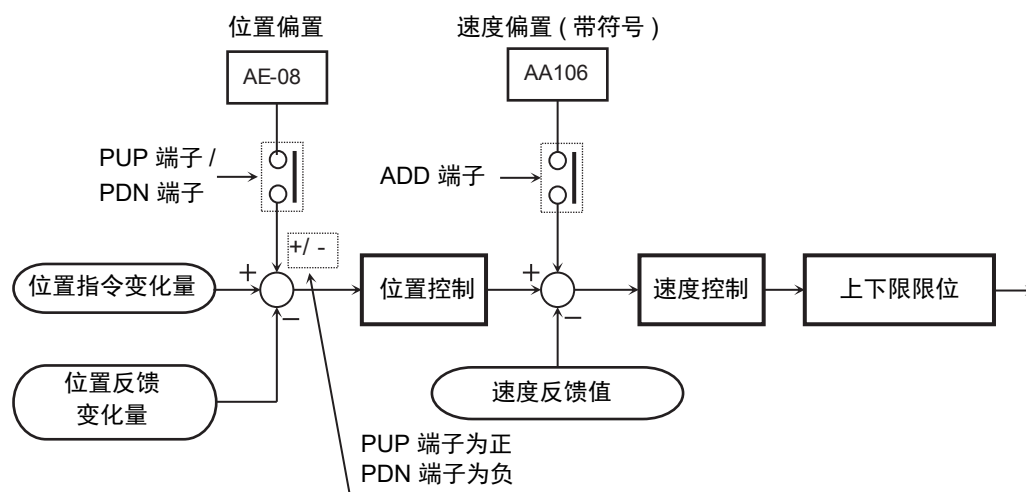 位置偏置
速度偏置 ( 带符号 )
AE-08
AA106
PUP 端子 /
PDN 端子
ADD 端子
+/ -
位置指令变化量
+
−
位置控制
+
−
速度控制
上下限限位
位置反馈
变化量
速度反馈值
PUP 端子为正
PDN 端子为负